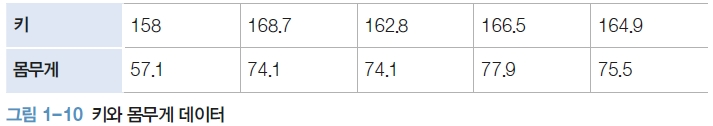 키 158 168.7 162.8 166.5 164.9
몸무게 57.1 74.1 74.1 77.9 75.5
그림 1-10 키와 몸무게 데이터